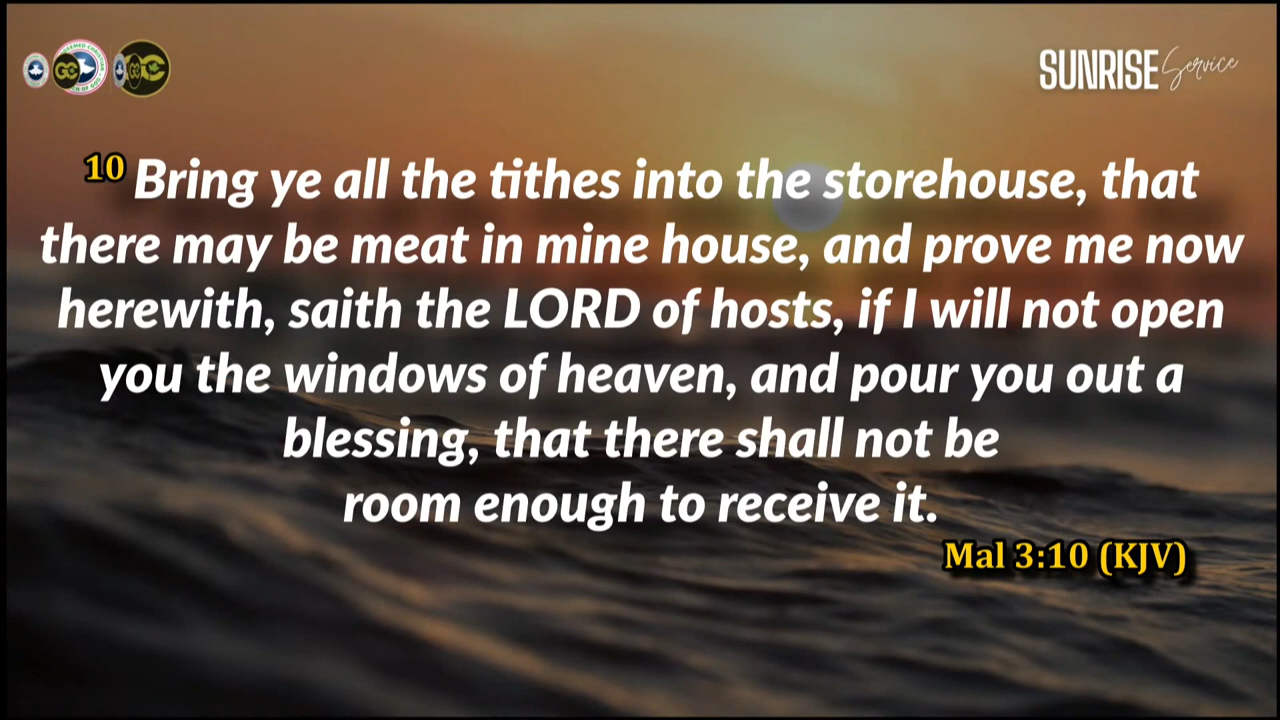 SUNRISE Service
10 Bring ye all the tithes into the storehouse, that
there may be meat in mine house, and prove me now
herewith, saith the LORD of hosts, if I will not open
you the windows of heaven, and pour you out a
blessing, that there shall not be
room enough to receive it.
Mal 3:10 (KJV)